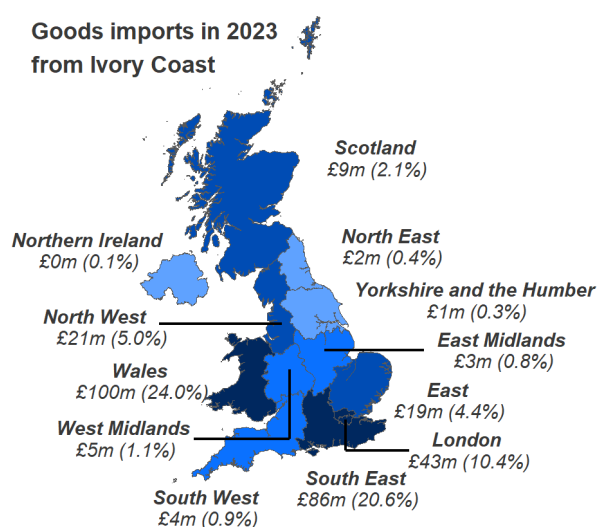 Goods imports in 2023
from Ivory Coast
Scotland
£9m (2.1%)
Northern Ireland
£0m (0.1%)
North East
£2m (0.4%)
Yorkshire and the Humber
£1m (0.3%)
North West
£21m (5.0%)
East Midlands
£3m (0.8%)
Wales
£100m (24.0%)
East
£19m (4.4%)
West Midlands
£5m (1.1%)
London
£43m (10.4%)
South East
£86m (20.6%)
South West
£4m (0.9%)